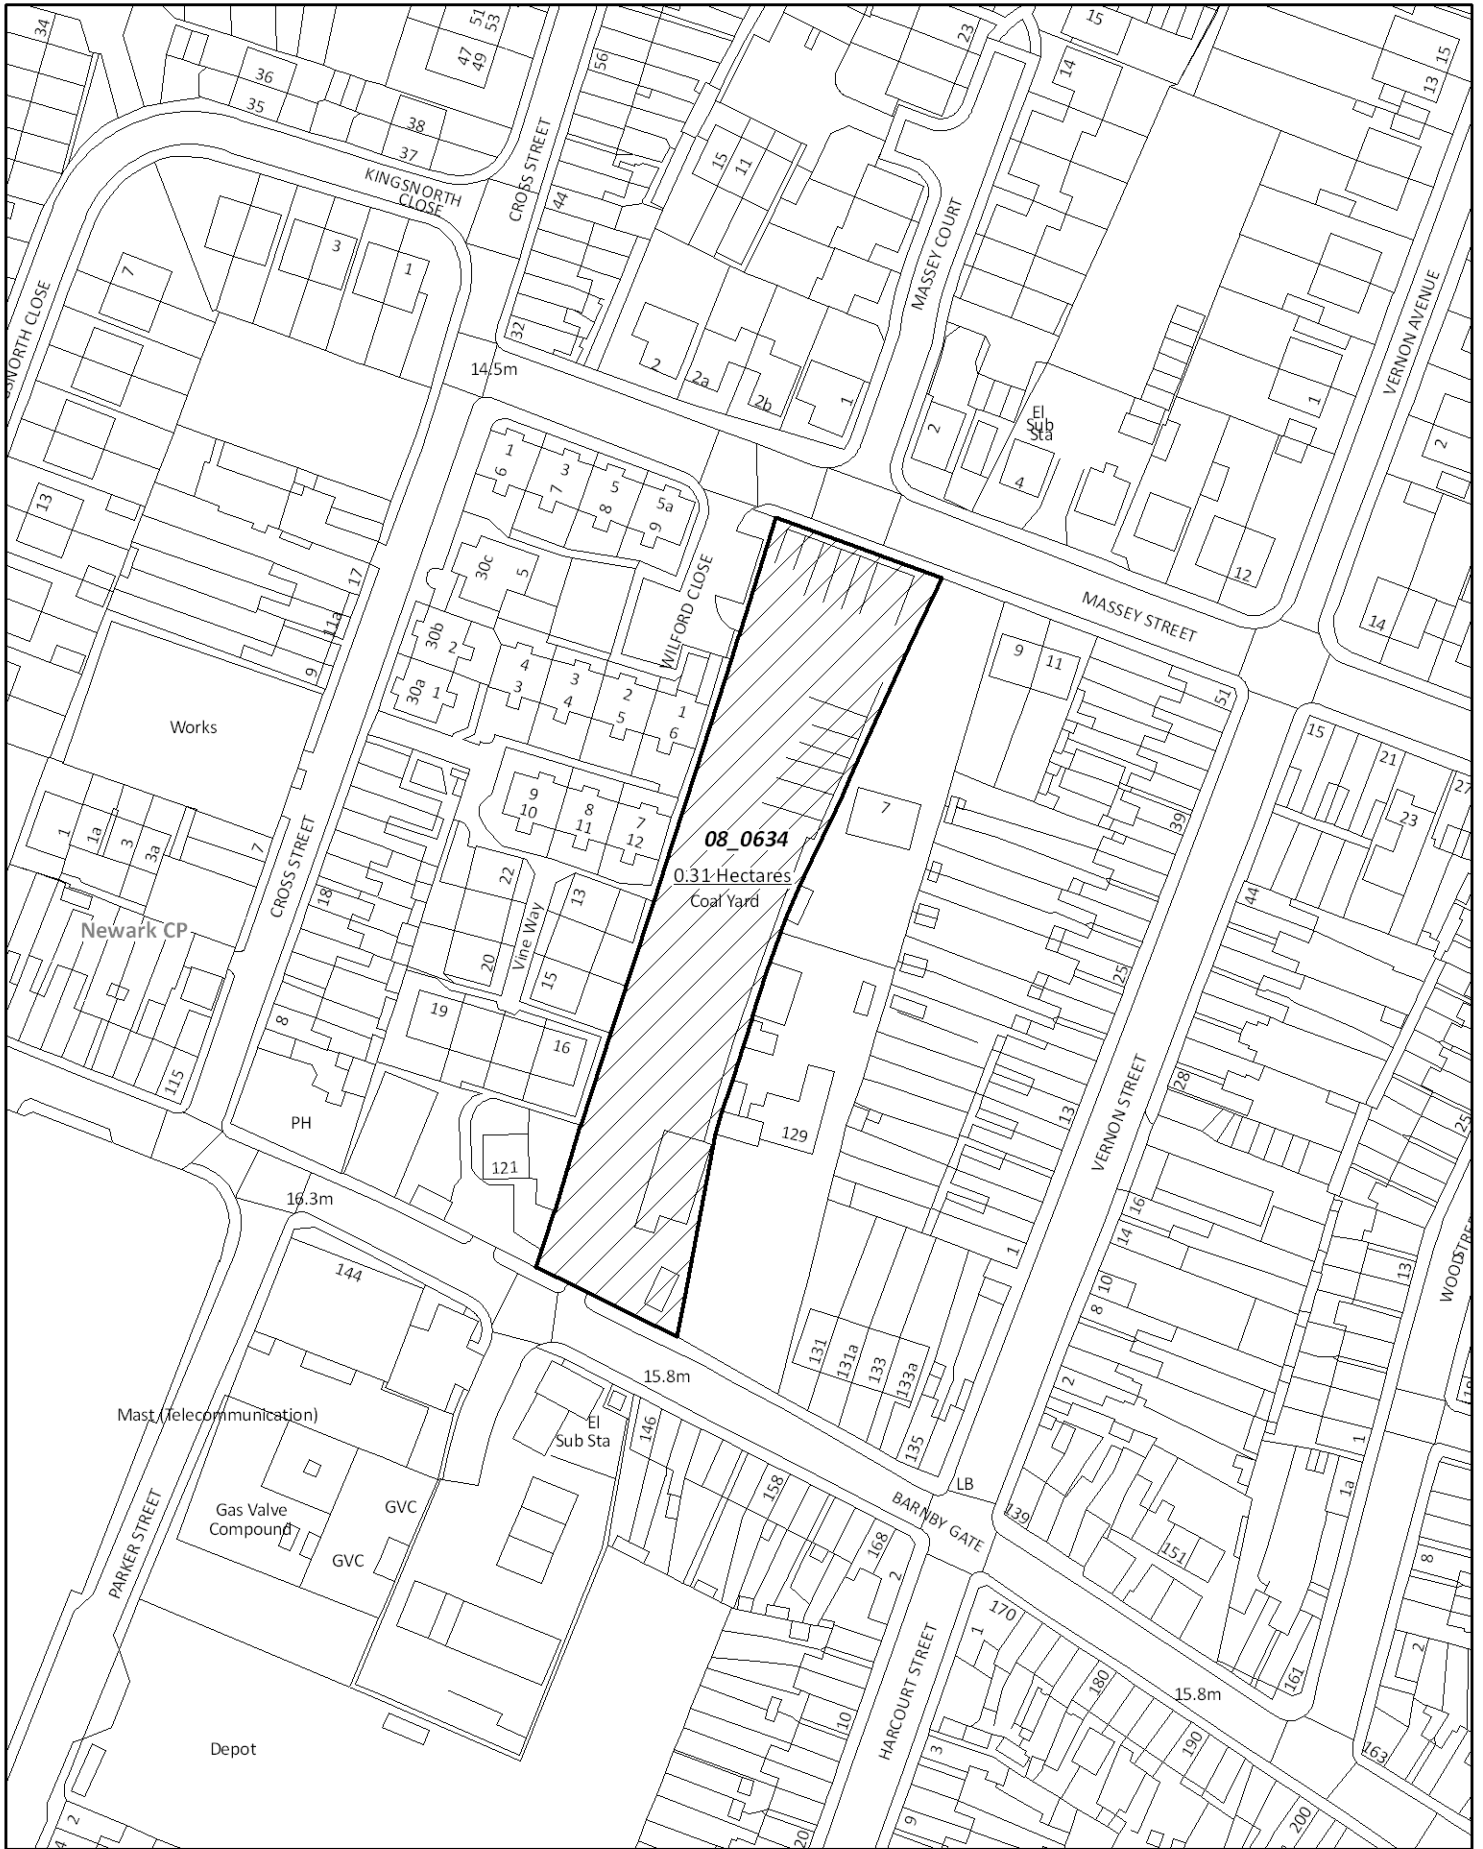 34
36
35
51
53
47
49
38
37
56
CROSS STREET
KINGSNORTH
CLOSE
44
15
11
23
15
14
15
13
MASSEY COURT
VERNON AVENUE
7
3
1
32
14.5m
2
2a
2b
1
2
El
Sub
Sta
4
1
2
13
12
14
MASSEY STREET
1
6
3
7
5
8
5a
9
30c
5
WILFORD CLOSE
17
11a
9
30b
2
30a
1
4
3
3
4
2
5
1
6
9
11
51
15
21
27
23
Works
9
10
8
11
7
12
7
39
08_0634
0.31 Hectares
Coal Yard
1
1a
3
3a
7
CROSS STREET
18
22
13
Vine Way
20
15
44
Newark CP
25
8
19
16
115
PH
121
129
13
28
VERNON STREET
25
16.3m
16
14
1
10
8
13
144
131
131a
133
133a
15.8m
2
Mast (Telecommunication)
El
Sub Sta
146
135
1
1a
158
LB
BARNBY GATE
139
151
168
2
Gas Valve
Compound
GVC
GVC
PARKER STREET
8
170
1
180
161
2
15.8m
HARCOURT STREET
10
3
190
163
Depot
2
9
20
200